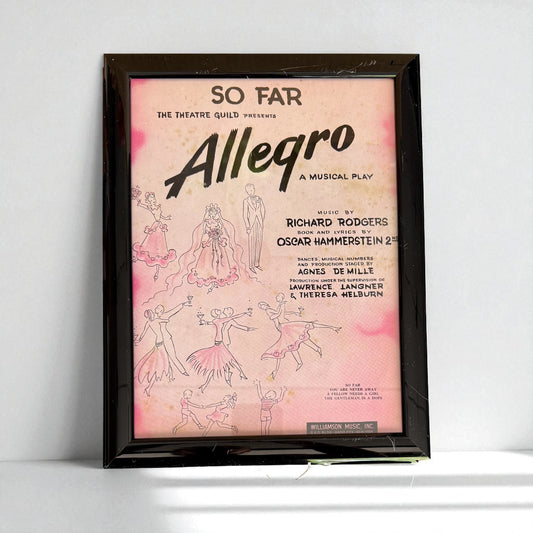 SO FAR
THE THEATRE GUILD PRESENTS
Allegro
A MUSICAL PLAY
MUSIC BY
RICHARD RODGERS
BOOK AND LYRICS BY
OSCAR HAMMERSTEIN 2ND
DANCES, MUSICAL NUMBERS
AND PRODUCTION STAGED BY
AGNES DE MILLE
PRODUCTION UNDER THE SUPERVISION OF
LAWRENCE LANGNER
& THERESA HELBURN
SO FAR
YOU ARE NEVER AWAY
A FELLOW NEEDS A GIRL
THE GENTLEMAN IS A DOPE
WILLIAMSON MUSIC, INC.